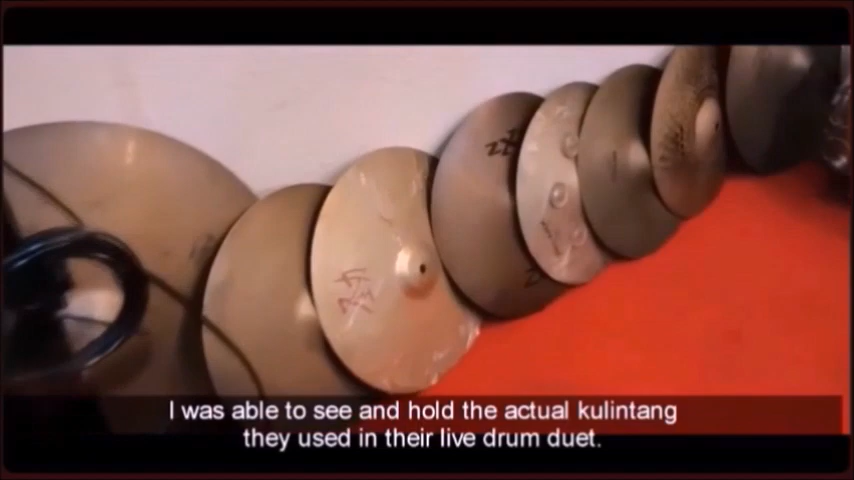 I was able to see and hold the actual kulintang
they used in their live drum duet.